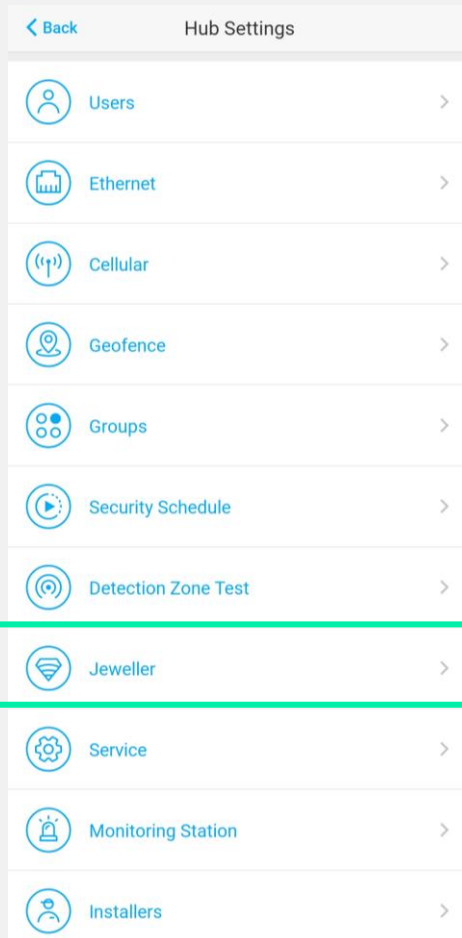 Back
Hub Settings
Users
Ethernet
Cellular
Geofence
Groups
Security Schedule
Detection Zone Test
Jeweller
Service
Monitoring Station
Installers